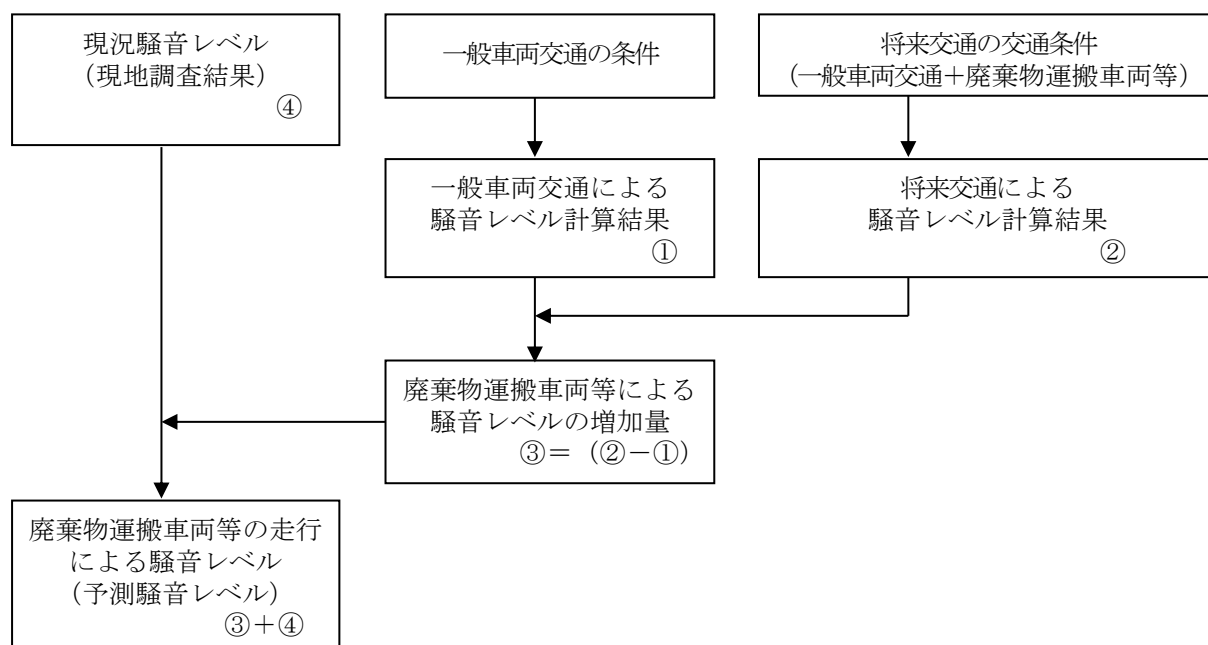 現況騒音レベル
（現地調査結果）
④
一般車両交通の条件
将来交通の交通条件
（一般車両交通＋廃棄物運搬車両等）
一般車両交通による
騒音レベル計算結果
①
将来交通による
騒音レベル計算結果
②
廃棄物運搬車両等による
騒音レベルの増加量
③＝（②－①）
廃棄物運搬車両等の走行
による騒音レベル
（予測騒音レベル）
③＋④